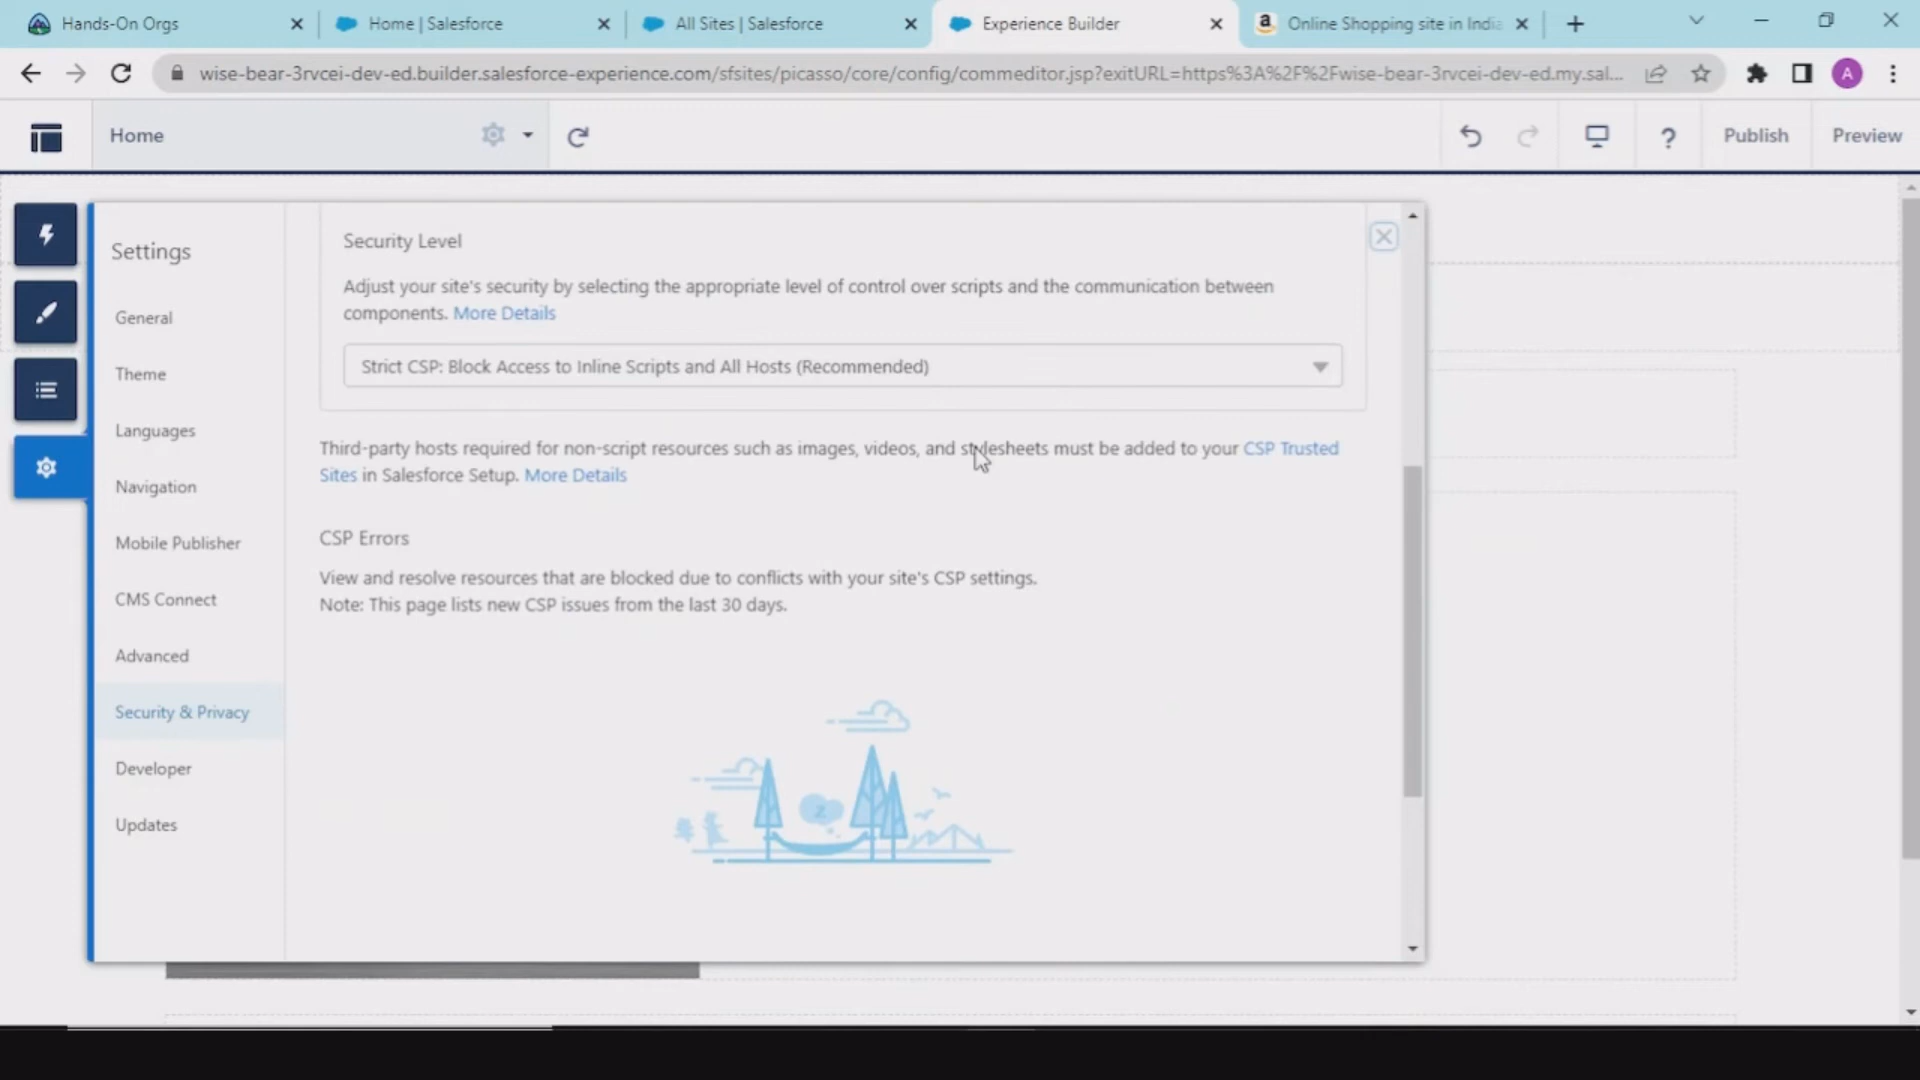 Hands-On Orgs
Home | Salesforce
All Sites | Salesforce
Experience Builder
Online Shopping site in India
wise-bear-3rvcei-dev-ed.builder.salesforce-experience.com/sfsites/picasso/core/config/commeditor.jsp?exitURL=https%3A%2F%2Fwise-bear-3rvcei-dev-ed.my.sal...
A
Home
?
Publish
Preview
Settings
General
Theme
Languages
Navigation
Mobile Publisher
CMS Connect
Advanced
Security & Privacy
Developer
Updates
Security Level
Adjust your site's security by selecting the appropriate level of control over scripts and the communication between
components. More Details
Strict CSP: Block Access to Inline Scripts and All Hosts (Recommended)
Third-party hosts required for non-script resources such as images, videos, and stylesheets must be added to your CSP Trusted
Sites in Salesforce Setup. More Details
CSP Errors
View and resolve resources that are blocked due to conflicts with your site's CSP settings.
Note: This page lists new CSP issues from the last 30 days.
z